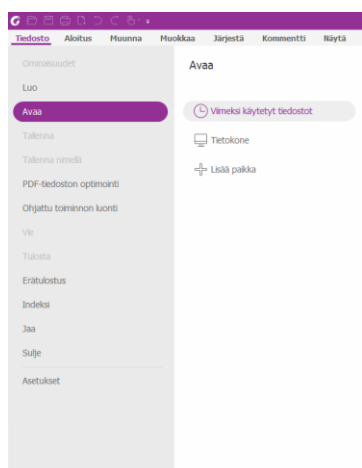 Tiedosto Aloitus Muunna Muokkaa Järjestä Kommentti Näytä
Ominaisuudet
Luo
Avaa
Tallenna
Tallenna nimellä
PDF-tiedoston optimointi
Ohjattu toiminnon luonti
Vie
Tulosta
Erätulostus
Indeksi
Jaa
Sulje
Asetukset
Avaa
Viimeksi käytetyt tiedostot
Tietokone
Lisää paikka